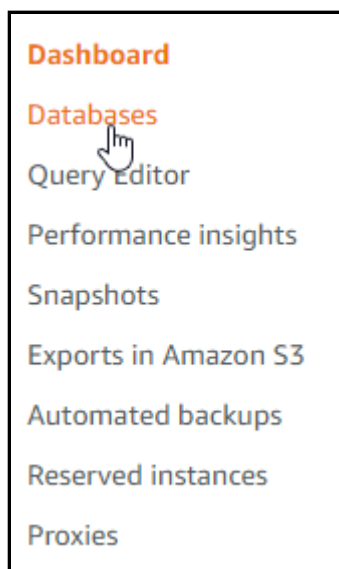 Dashboard
Databases
Query Editor
Performance insights
Snapshots
Exports in Amazon S3
Automated backups
Reserved instances
Proxies